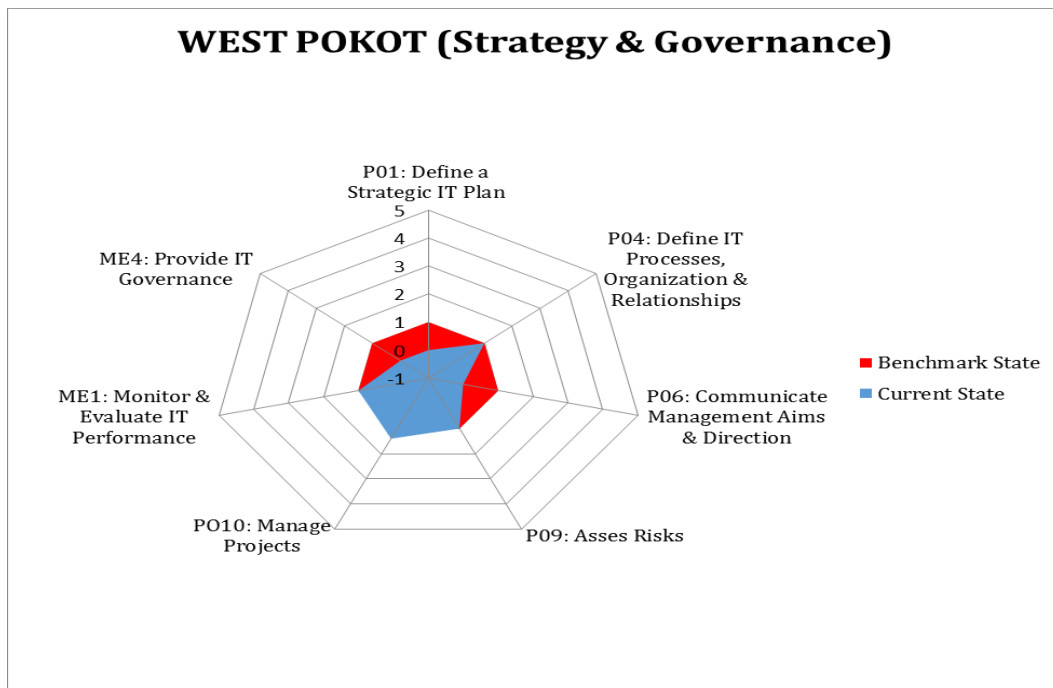 WEST POKOT (Strategy & Governance)
P01: Define a
Strategic IT Plan
5
4
3
2
1
0
-1
P04: Define IT
Processes,
Organization &
Relationships
P06: Communicate
Management Aims
& Direction
P09: Asses Risks
PO10: Manage
Projects
ME1: Monitor &
Evaluate IT
Performance
ME4: Provide IT
Governance
Benchmark State
Current State